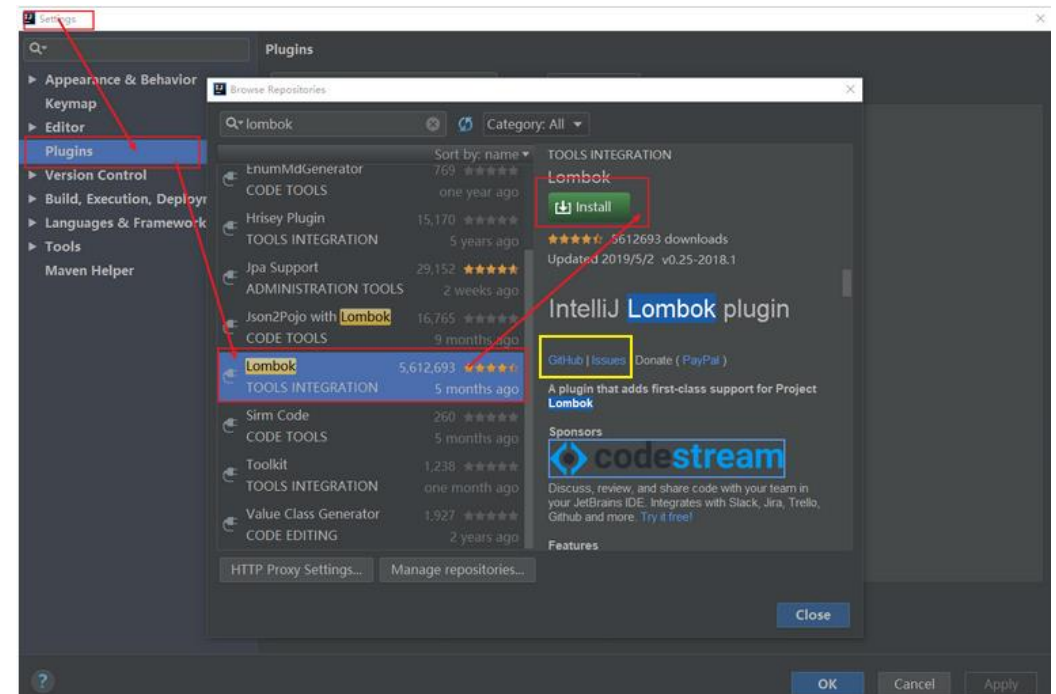 Settings
Plugins
Appearance & Behavior
Keymap
Editor
Plugins
Version Control
Build, Execution, Deployr
Languages & Framework
Tools
Maven Helper
Browse Repositories
lombok
Category: All
Sort by: name
EnumMdGenerator 769
CODE TOOLS one year ago
Hrisey Plugin 15,170
TOOLS INTEGRATION 5 years ago
Jpa Support 29,152
ADMINISTRATION TOOLS 2 weeks ago
Json2Pojo with Lombok 16,765
CODE TOOLS 9 months ago
Lombok 5,612,693
TOOLS INTEGRATION 5 months ago
Sirm Code 260
CODE TOOLS 5 months ago
Toolkit 1,238
TOOLS INTEGRATION one month ago
Value Class Generator 1,927
CODE EDITING 2 years ago
HTTP Proxy Settings...
Manage repositories...
TOOLS INTEGRATION
Lombok
Install
5612693 downloads
Updated 2019/5/2 v0.25-2018.1
IntelliJ Lombok plugin
GitHub | Issues Donate ( PayPal )
A plugin that adds first-class support for Project
Lombok
Sponsors
codestream
Discuss, review, and share code with your team in
your JetBrains IDE. Integrates with Slack, Jira, Trello,
Github and more. Try it free!
Features
Close
?
OK
Cancel
Apply